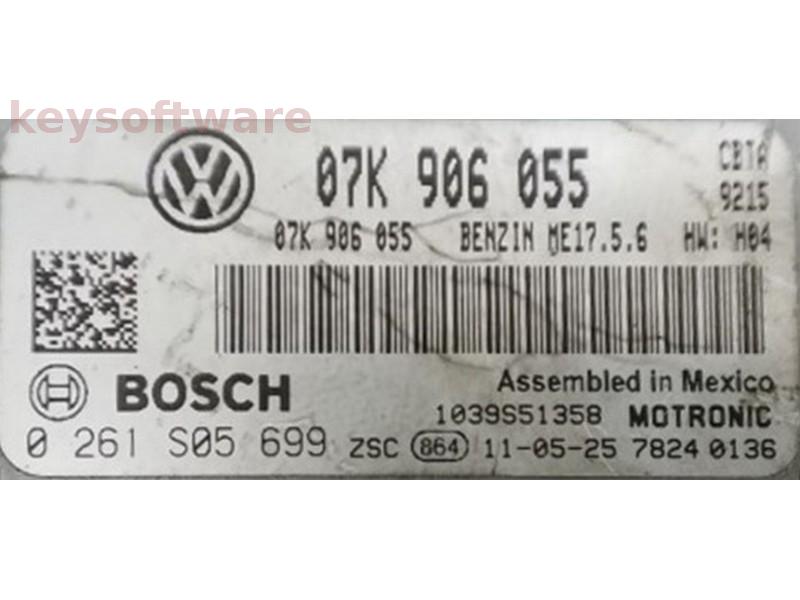 keysoftware
07K 906 055
CBTA
9215
07K 906 055 BENZIN ME17.5.6 HW: H04
BOSCH
Assembled in Mexico
1039S51358 MOTRONIC
0 261 S05 699 ZSC 864 11-05-25 7824 0136